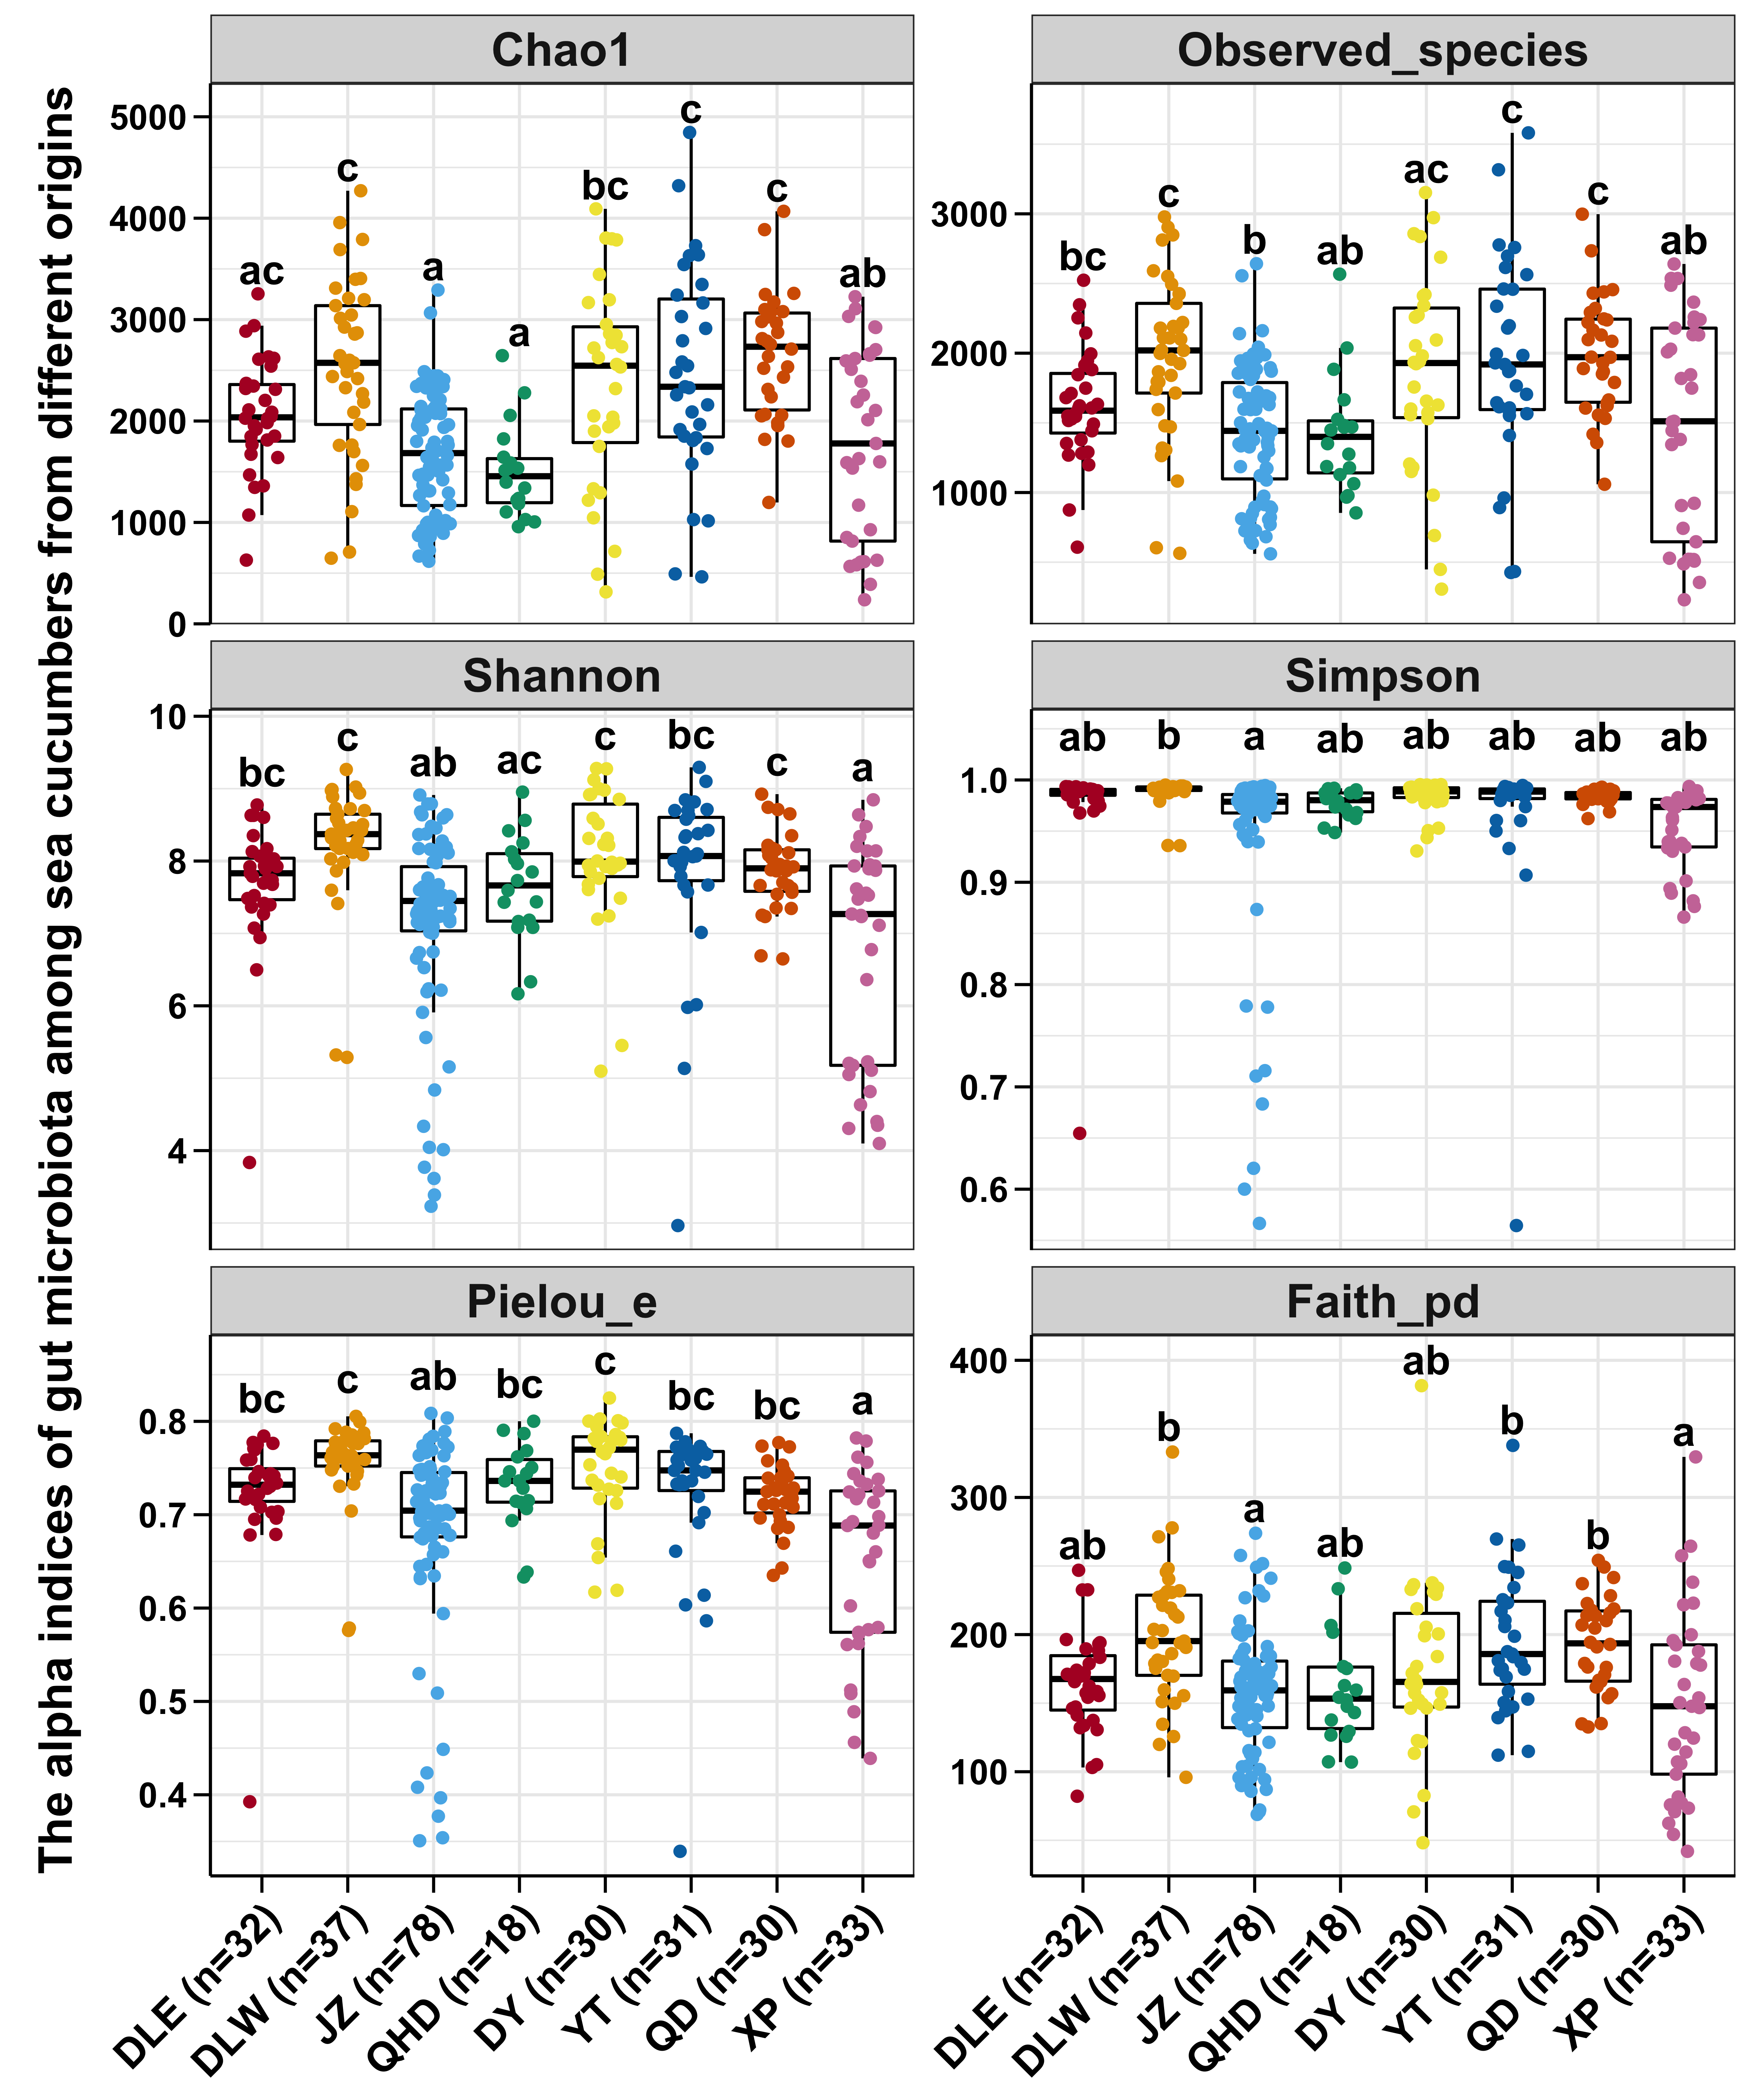 The alpha indices of gut microbiota among sea cucumbers from different origins
Chao1
5000
4000
3000
2000
1000
0
ac
c
a
a
bc
c
c
ab
Observed_species
3000
2000
1000
bc
c
b
ab
ac
c
c
ab
Shannon
10
8
6
4
bc
c
ab
ac
c
bc
c
a
Simpson
1.0
0.9
0.8
0.7
0.6
ab
b
a
ab
ab
ab
ab
ab
Pielou_e
0.8
0.7
0.6
0.5
0.4
bc
c
ab
bc
c
bc
bc
a
Faith_pd
400
300
200
100
ab
b
a
ab
ab
b
b
a
DLE (n=32)
DLW (n=37)
JZ (n=78)
QHD (n=18)
DY (n=30)
YT (n=31)
QD (n=30)
XP (n=33)
DLE (n=32)
DLW (n=37)
JZ (n=78)
QHD (n=18)
DY (n=30)
YT (n=31)
QD (n=30)
XP (n=33)